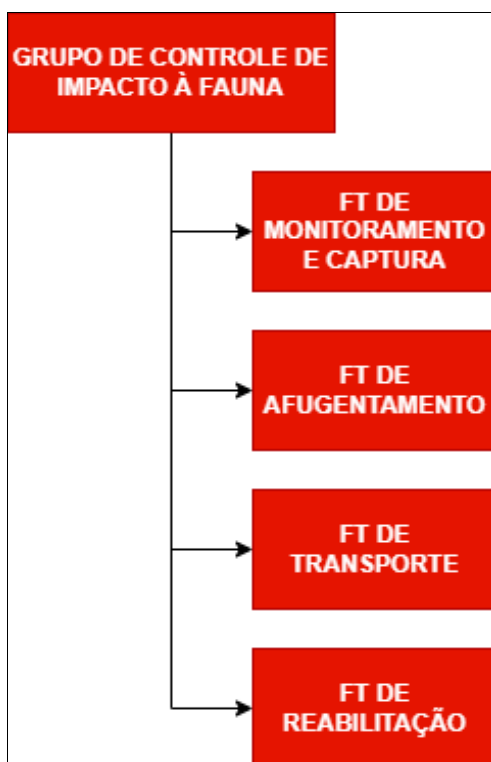 GRUPO DE CONTROLE DE
IMPACTO À FAUNA
FT DE
MONITORAMENTO
E CAPTURA
FT DE
AFUGENTAMENTO
FT DE
TRANSPORTE
FT DE
REABILITAÇÃO